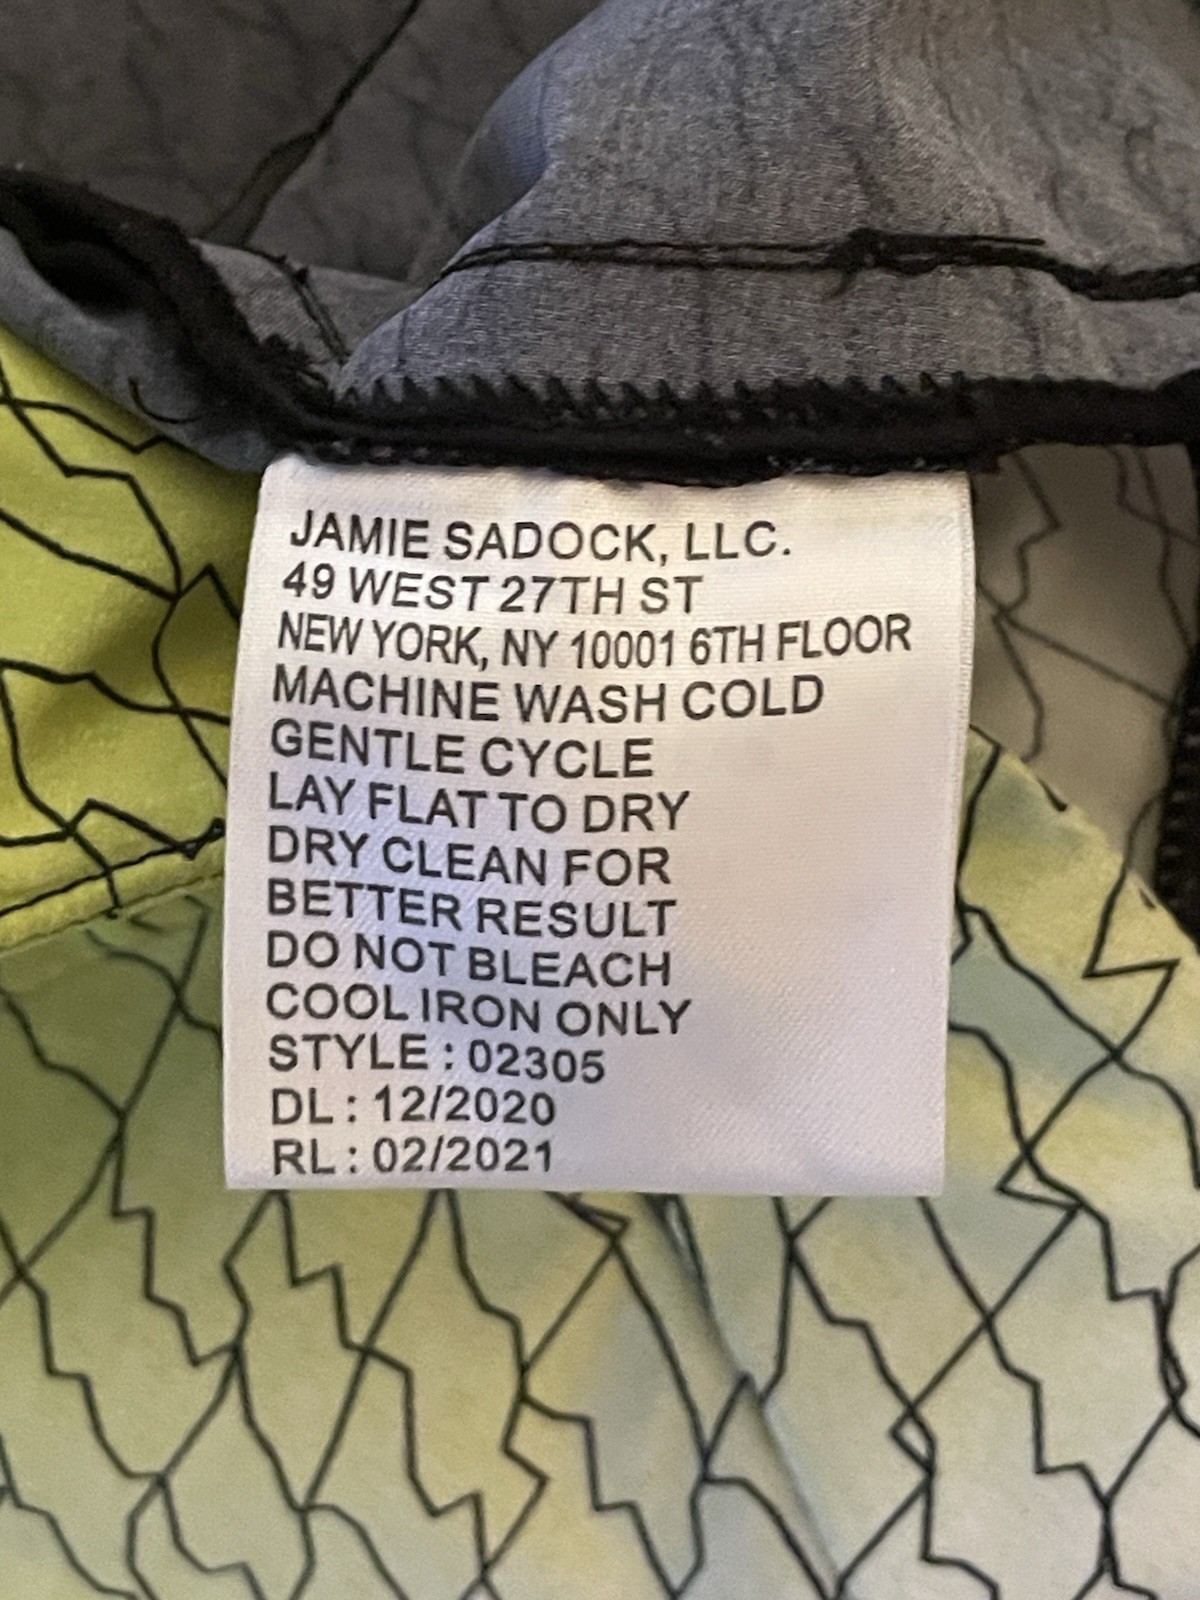 JAMIE SADOCK, LLC.
49 WEST 27TH ST
NEW YORK, NY 10001 6TH FLOOR
MACHINE WASH COLD
GENTLE CYCLE
LAY FLAT TO DRY
DRY CLEAN FOR
BETTER RESULT
DO NOT BLEACH
COOL IRON ONLY
STYLE : 02305
DL : 12/2020
RL : 02/2021